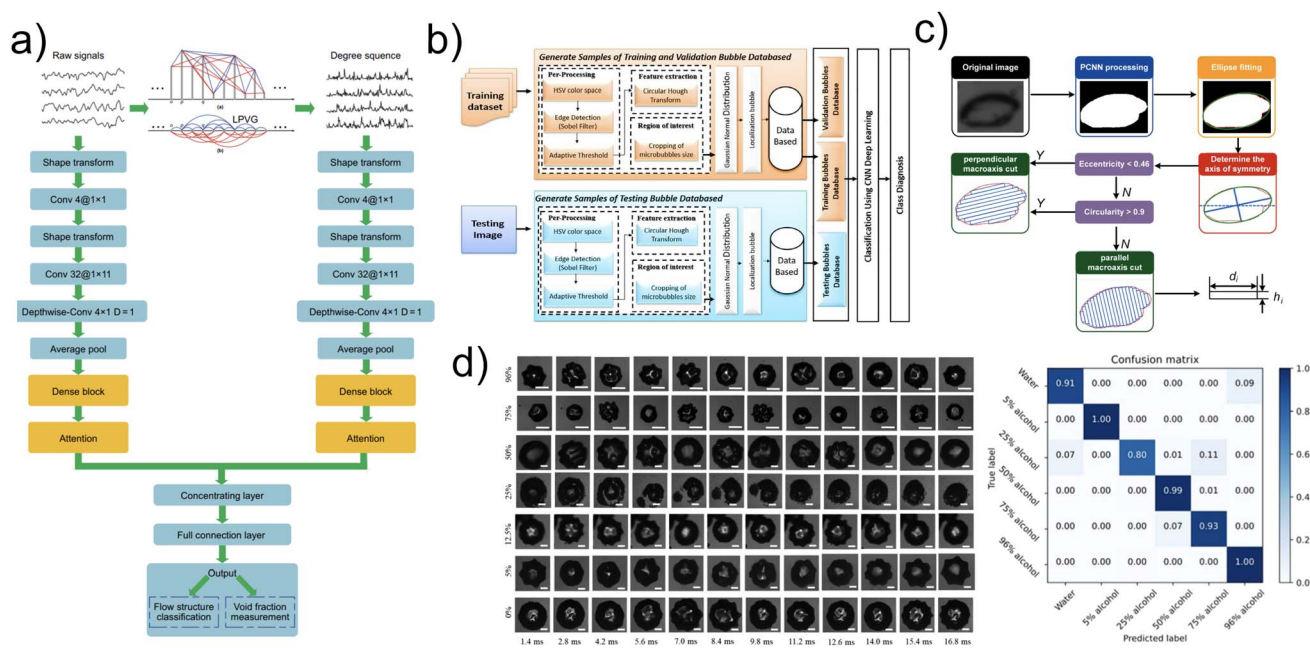 a)
Raw signals
Degree squence
(a)
LPVG
(b)
Shape transform
Shape transform
Conv 4@1×1
Conv 4@1×1
Shape transform
Shape transform
Conv 32@1×11
Conv 32@1×11
Depthwise-Conv 4×1 D = 1
Depthwise-Conv 4×1 D = 1
Average pool
Average pool
Dense block
Dense block
Attention
Attention
Concentrating layer
Full connection layer
Output
Flow structure
classification
Void fraction
measurement
b)
Generate Samples of Training and Validation Bubble Databased
Training
dataset
Per-Processing
HSV color space
Edge Detection
(Sobel Filter)
Adaptive Threshold
Feature extraction
Circular Hough
Transform
Region of interest
Cropping of
microbubbles size
Gaussian Normal Distribution
Localization bubble
Data
Based
Validation Bubbles
Database
Training Bubbles
Database
Testing Bubbles
Database
Classification Using CNN Deep Learning
Class Diagnosis
Generate Samples of Testing Bubble Databased
Testing
Image
Per-Processing
HSV color space
Edge Detection
(Sobel Filter)
Adaptive Threshold
Feature extraction
Circular Hough
Transform
Region of interest
Cropping of
microbubbles size
Gaussian Normal Distribution
Localization bubble
Data
Based
c)
Original image
PCNN processing
Ellipse fitting
perpendicular
macroaxis cut
Y
Eccentricity < 0.46
Determine the
axis of symmetry
N
Y
Circularity > 0.9
N
parallel
macroaxis cut
di
hi
d)
96%
75%
50%
25%
12.5%
5%
0%
1.4 ms 2.8 ms 4.2 ms 5.6 ms 7.0 ms 8.4 ms 9.8 ms 11.2 ms 12.6 ms 14.0 ms 15.4 ms 16.8 ms
Confusion matrix
True label
Water 0.91 0.00 0.00 0.00 0.00 0.09
5% alcohol 0.00 1.00 0.00 0.00 0.00 0.00
25% alcohol 0.07 0.00 0.80 0.01 0.11 0.00
50% alcohol 0.00 0.00 0.00 0.99 0.01 0.00
75% alcohol 0.00 0.00 0.00 0.07 0.93 0.00
96% alcohol 0.00 0.00 0.00 0.00 0.00 1.00
Water 5% alcohol 25% alcohol 50% alcohol 75% alcohol 96% alcohol
Predicted label
1.0
0.8
0.6
0.4
0.2
0.0